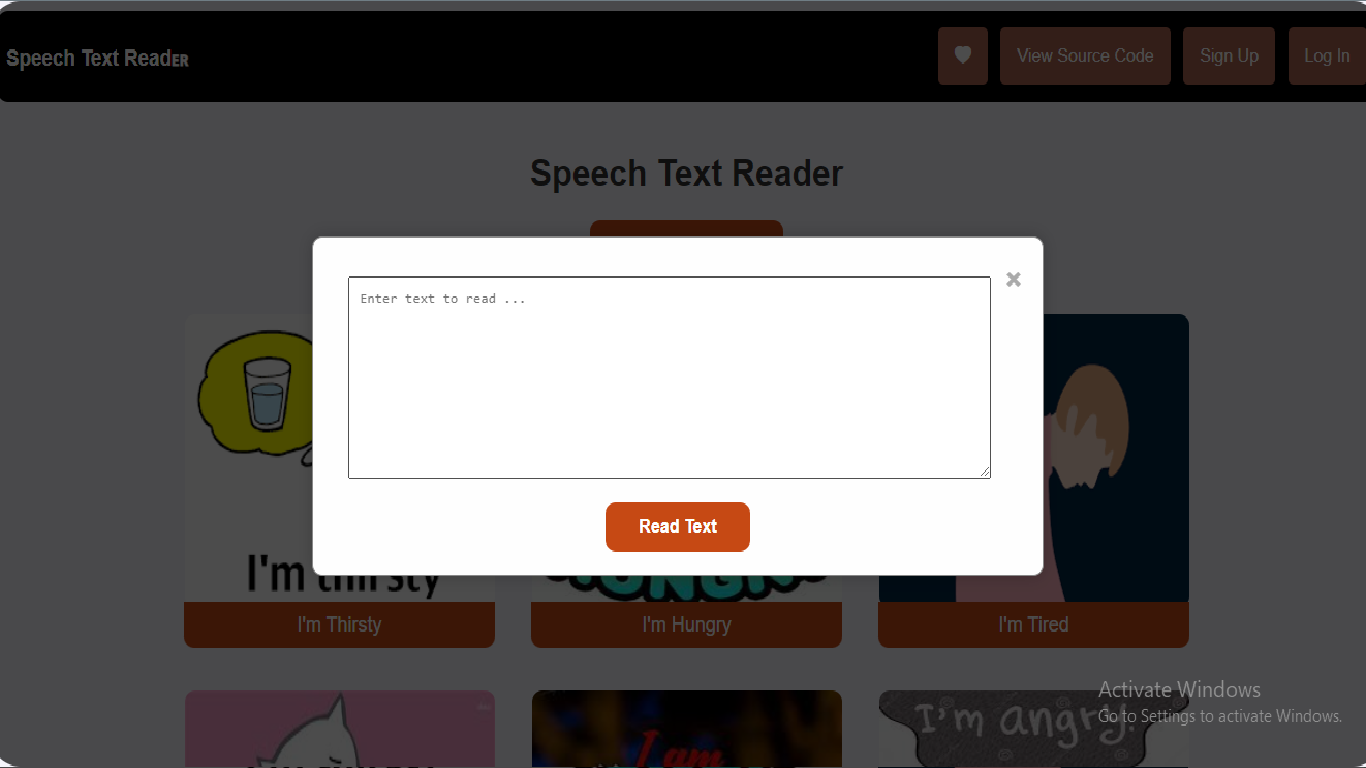 Speech Text Reader
View Source Code
Sign Up
Log In
Speech Text Reader
Enter text to read ...
Read Text
I'm thirsty
I'm Thirsty
I'm Hungry
I'm Tired
I am
I'm angry.
Activate Windows
Go to Settings to activate Windows.